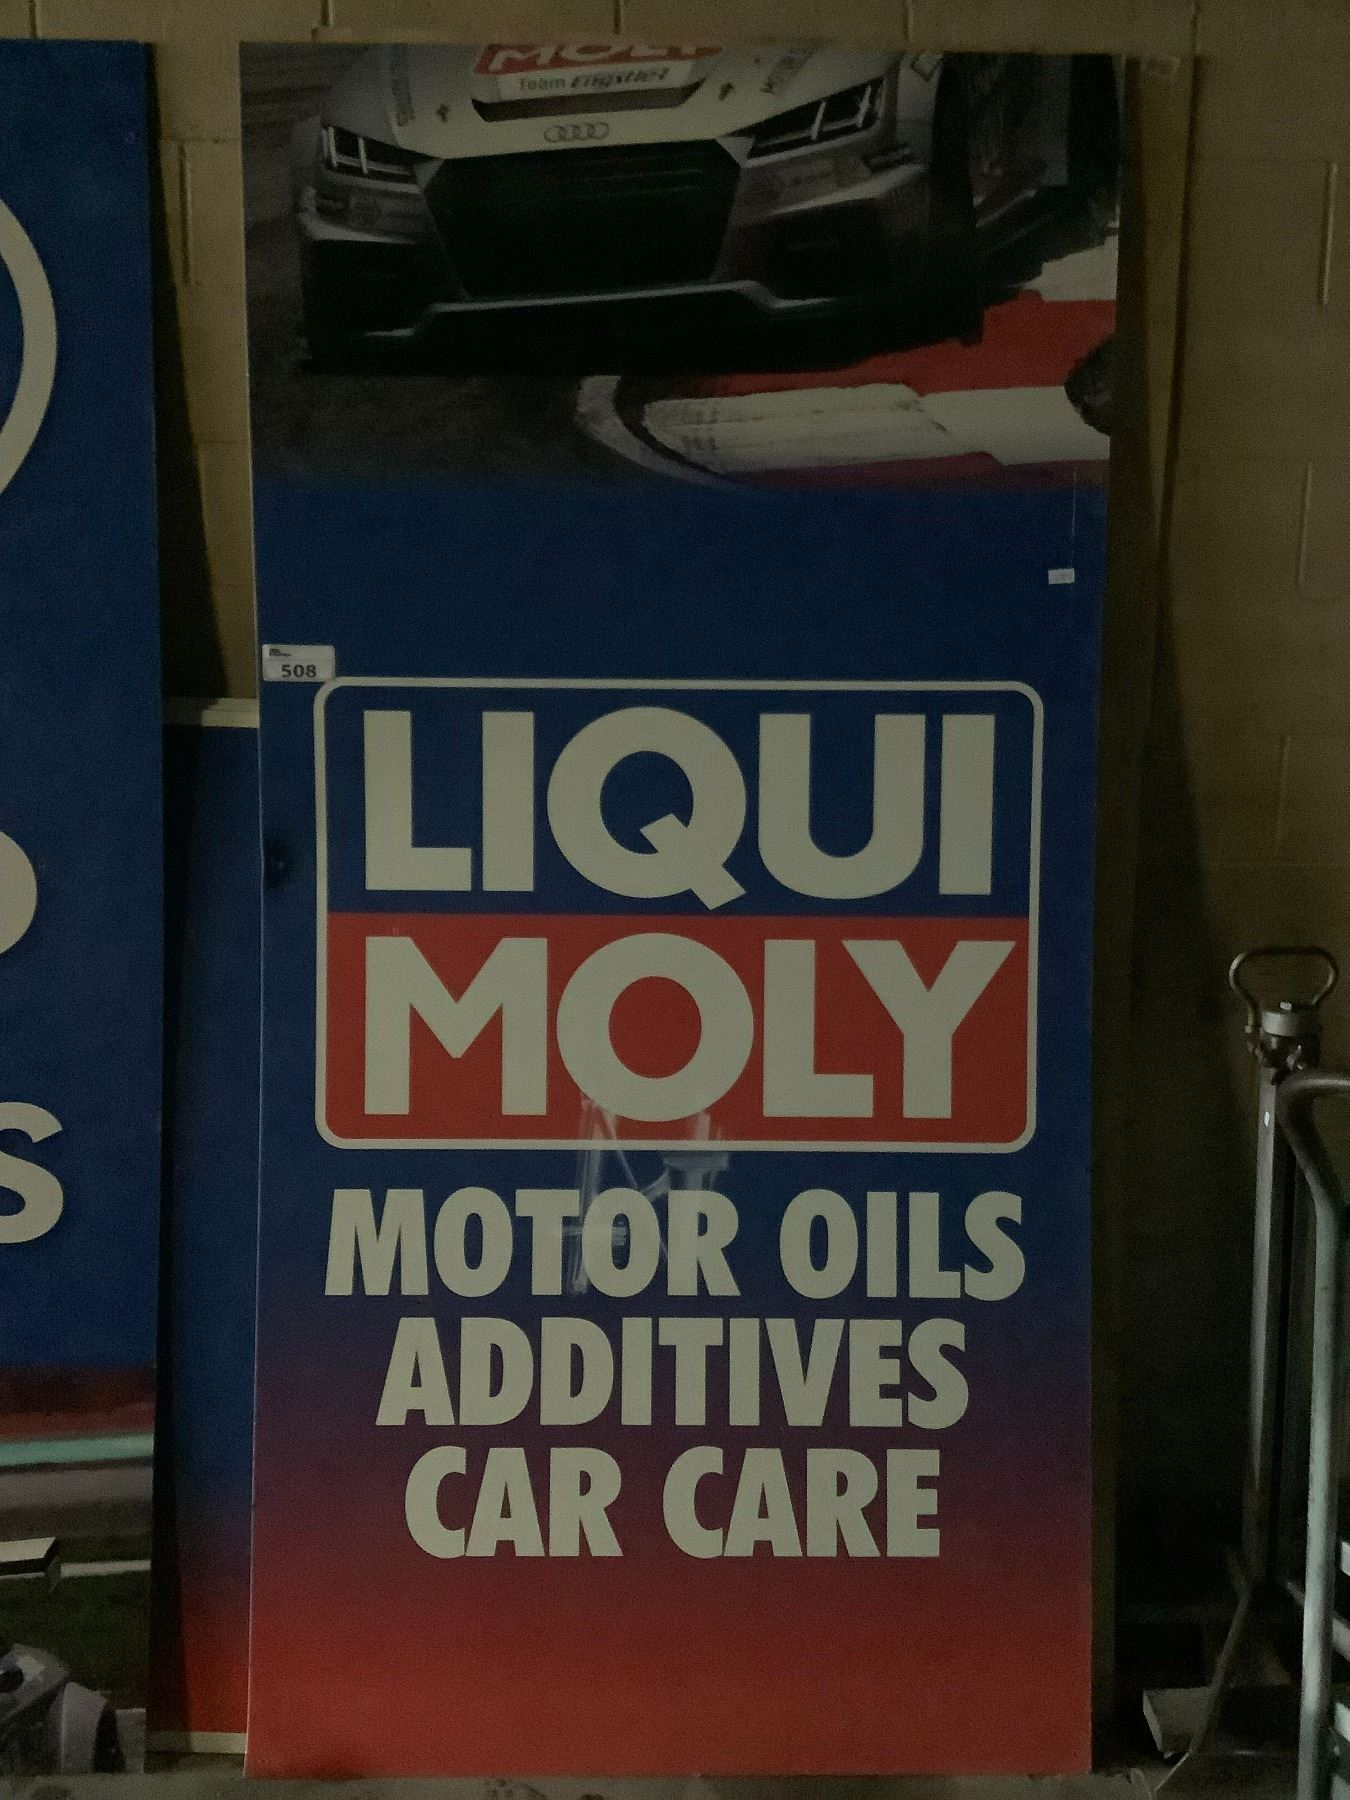 MOLY
Team Engstler
508
LIQUI
MOLY
MOTOR OILS
ADDITIVES
CAR CARE
S